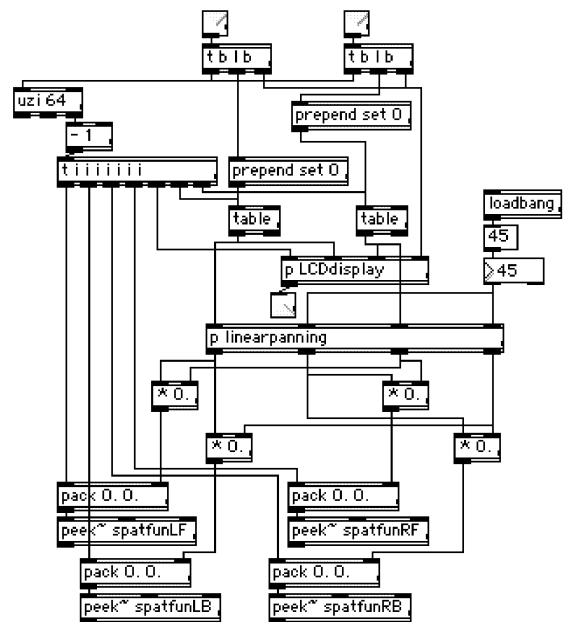 t b l b
t b l b
uzi 64
prepend set 0
- 1
t i i i i i i i
prepend set 0
loadbang
table
table
45
p LCDdisplay
45
p linearpanning
* 0.
* 0.
* 0.
* 0.
pack 0. 0.
pack 0. 0.
peek~ spatfunLF
peek~ spatfunRF
pack 0. 0.
pack 0. 0.
peek~ spatfunLB
peek~ spatfunRB